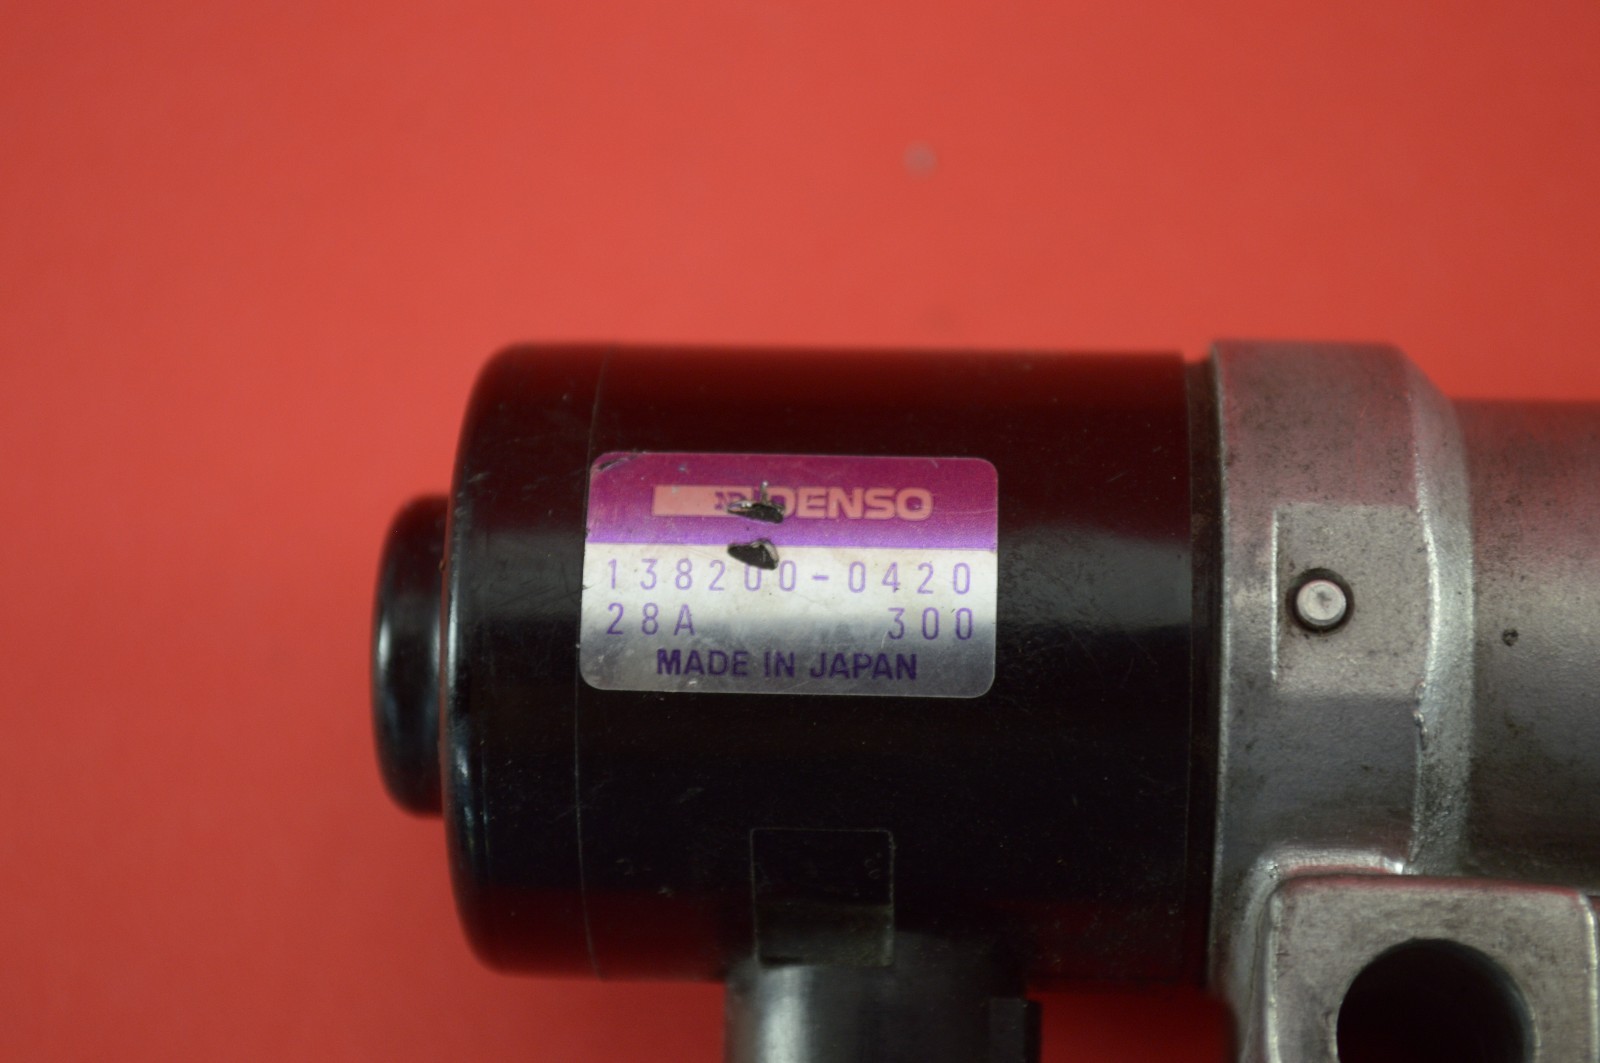 DENSO
138200-0420
28A 300
MADE IN JAPAN